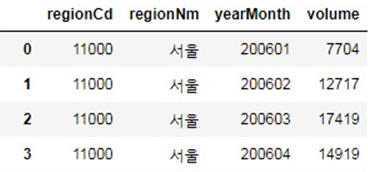 regionCd regionNm yearMonth volume
0 11000 서울 200601 7704
1 11000 서울 200602 12717
2 11000 서울 200603 17419
3 11000 서울 200604 14919